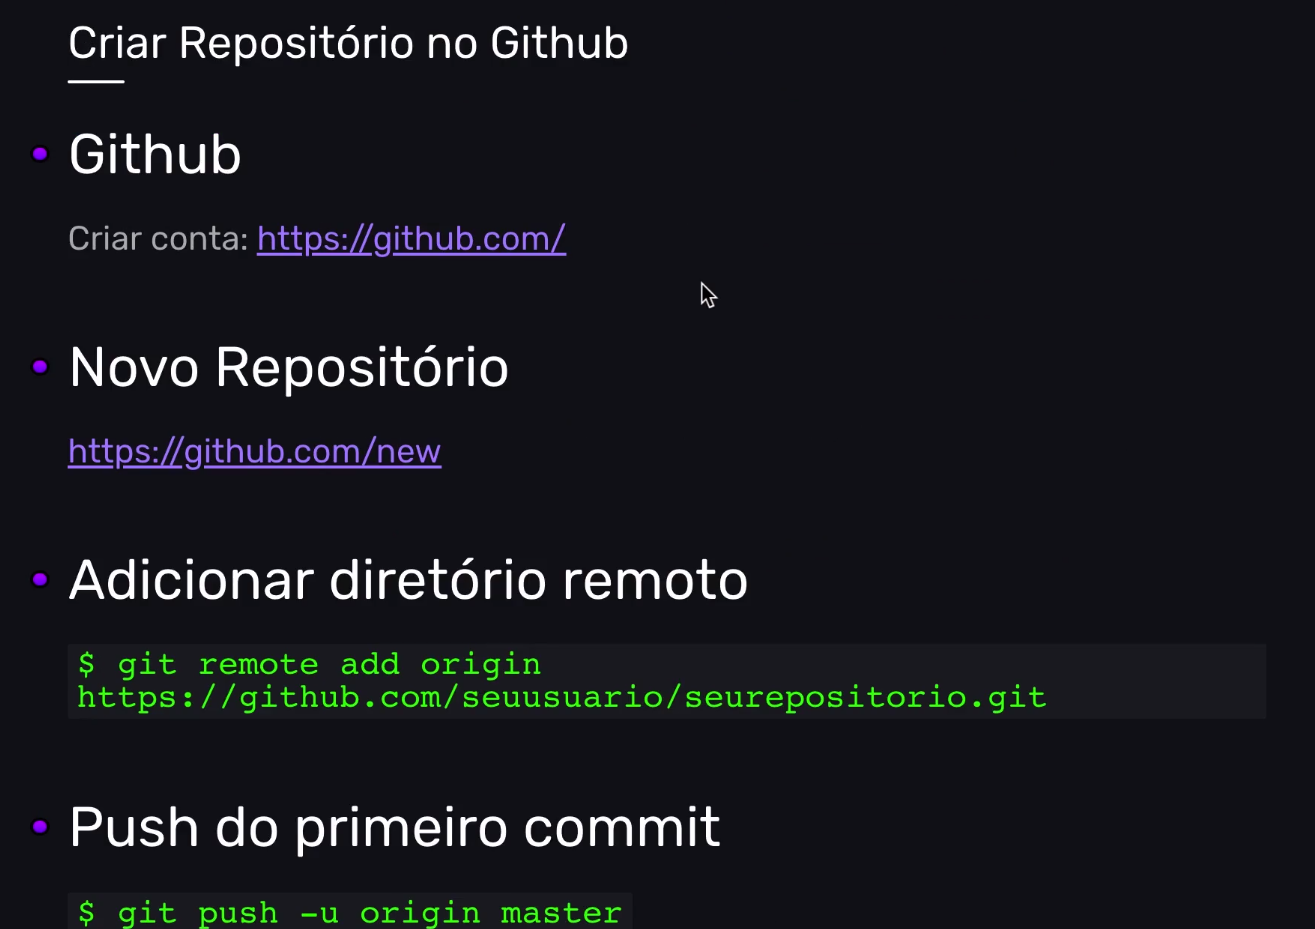 Criar Repositório no Github
Github
Criar conta: https://github.com/
Novo Repositório
https://github.com/new
Adicionar diretório remoto
$ git remote add origin
https://github.com/seuusuario/seurepositorio.git
Push do primeiro commit
$ git push -u origin master